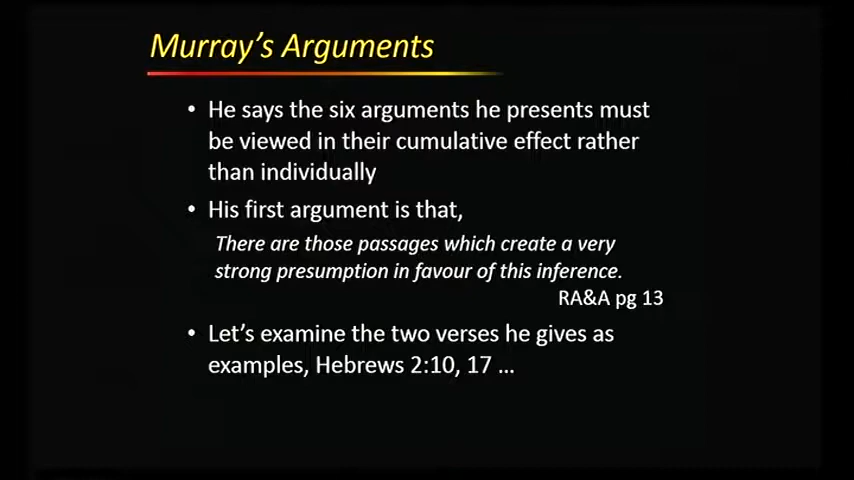 Murray's Arguments
• He says the six arguments he presents must
be viewed in their cumulative effect rather
than individually
• His first argument is that,
There are those passages which create a very
strong presumption in favour of this inference.
RA&A pg 13
• Let's examine the two verses he gives as
examples, Hebrews 2:10, 17 ...